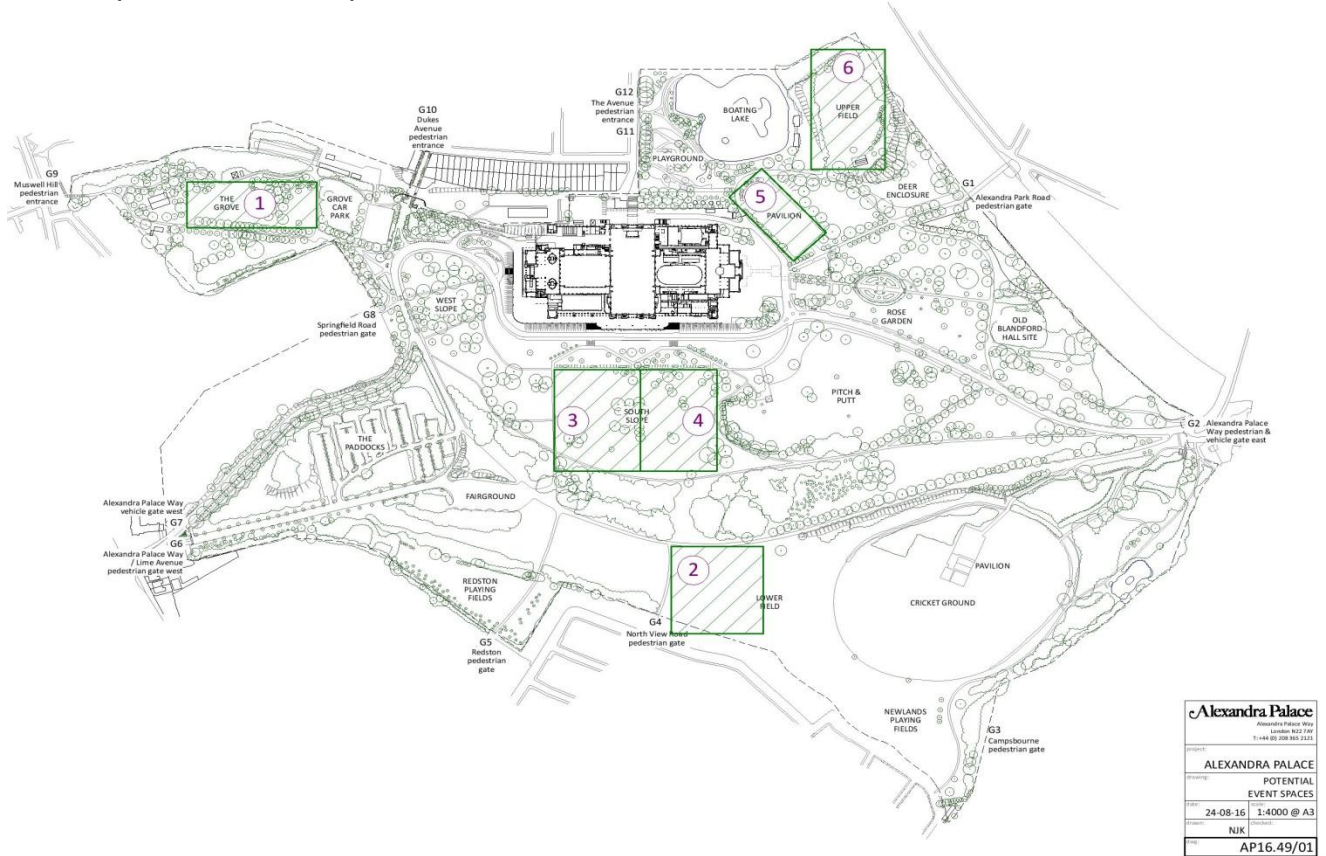 6
G12
The Avenue
pedestrian
entrance
G11
BOATING
LAKE
UPPER
FIELD
G10
Dukes
Avenue
pedestrian
entrance
PLAYGROUND
G9
Muswell Hill
pedestrian
entrance
THE
GROVE
1
GROVE
CAR
PARK
5
PAVILION
DEER
ENCLOSURE
G1
Alexandra Park Road
pedestrian gate
WEST
SLOPE
G8
Springfield Road
pedestrian gate
ROSE
GARDEN
OLD
BLANDFORD
HALL SITE
3
SOUTH
SLOPE
4
PITCH &
PUTT
G2
Alexandra Palace
Way pedestrian &
vehicle gate east
THE
PADDOCKS
FAIRGROUND
Alexandra Palace Way
vehicle gate west
G7
G6
Alexandra Palace Way
/ Lime Avenue
pedestrian gate west
2
LOWER
FIELD
PAVILION
CRICKET GROUND
REDSTON
PLAYING
FIELDS
G5
Redston
pedestrian
gate
G4
North View Road
pedestrian gate
NEWLANDS
PLAYING
FIELDS
G3
Campsbourne
pedestrian gate
Alexandra Palace
Alexandra Palace Way
London N22 7AY
T: +44 (0) 208 365 2121
project:
ALEXANDRA PALACE
drawing:
POTENTIAL
EVENT SPACES
date:
24-08-16
scale:
1:4000 @ A3
drawn:
NJK
checked:
dwg:
AP16.49/01